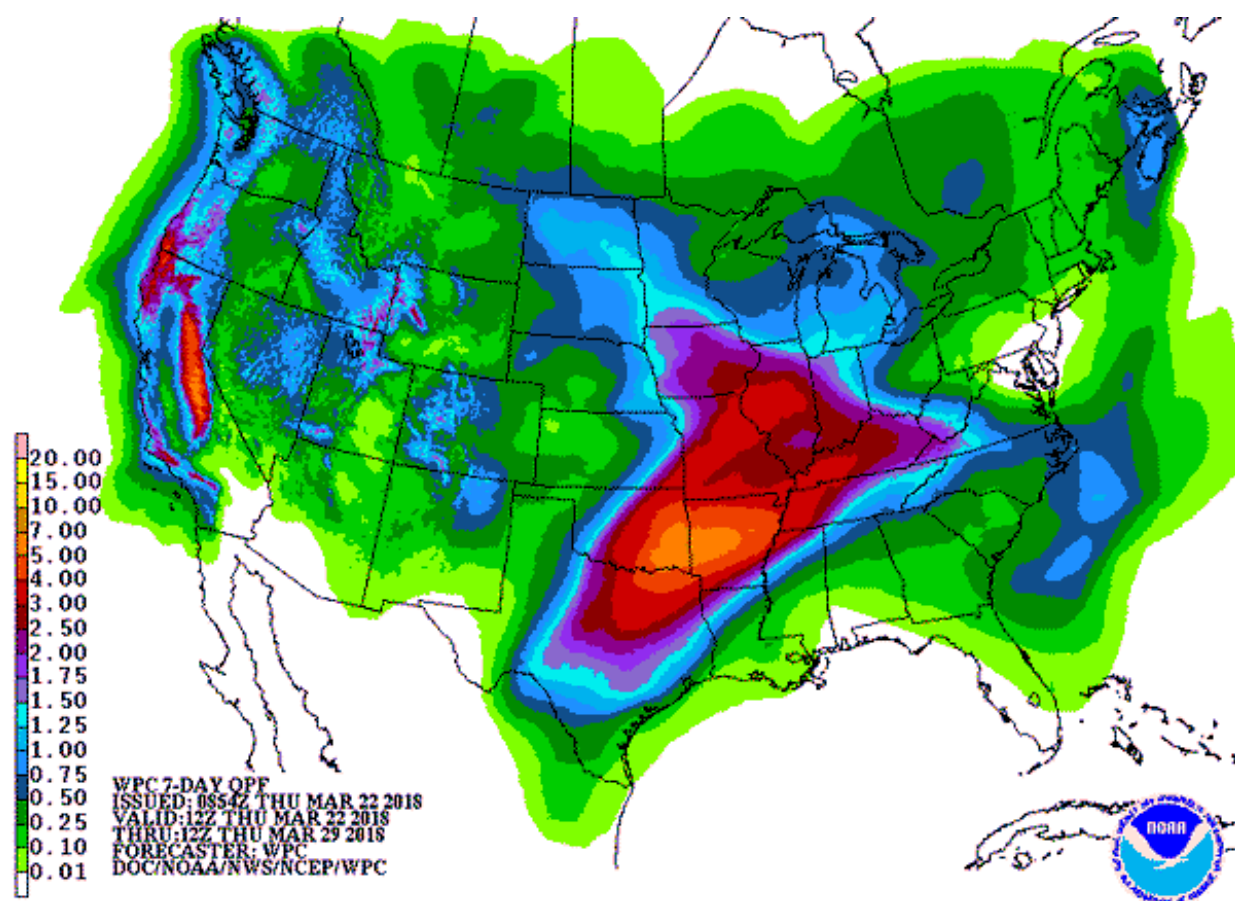 20.00
15.00
10.00
7.00
5.00
4.00
3.00
2.50
2.00
1.75
1.50
1.25
1.00
0.75
0.50
0.25
0.10
0.01
WPC 7-DAY QPF
ISSUED: 0854Z THU MAR 22 2018
VALID:12Z THU MAR 22 2018
THRU:12Z THU MAR 29 2018
FORECASTER: WPC
DOC/NOAA/NWS/NCEP/WPC
NOAA